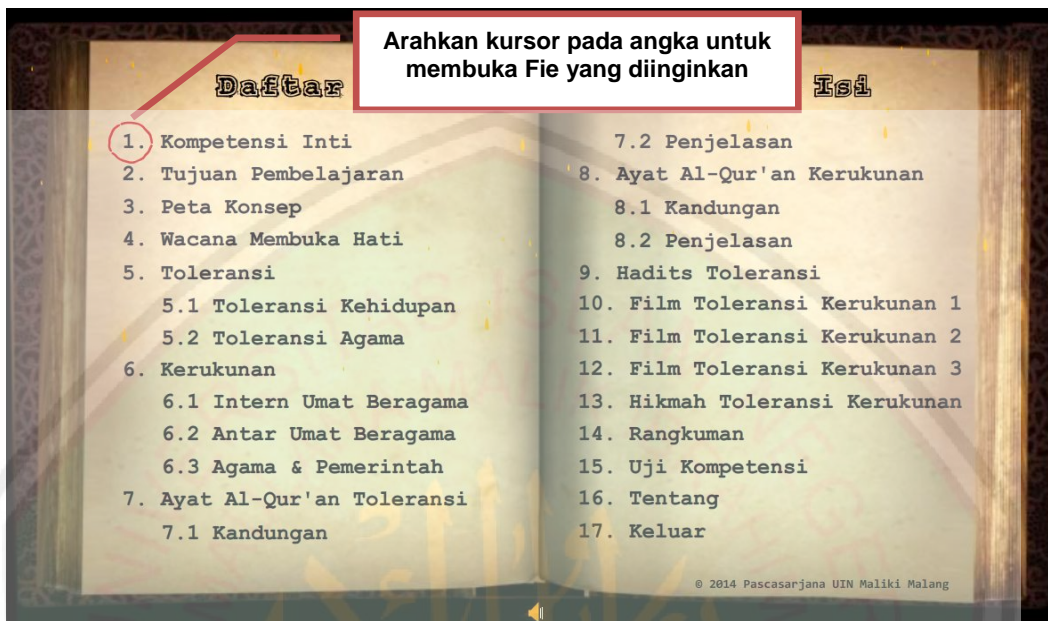 Arahkan kursor pada angka untuk
membuka Fie yang diinginkan
Daftar Isi
1. Kompetensi Inti
2. Tujuan Pembelajaran
3. Peta Konsep
4. Wacana Membuka Hati
5. Toleransi
5.1 Toleransi Kehidupan
5.2 Toleransi Agama
6. Kerukunan
6.1 Intern Umat Beragama
6.2 Antar Umat Beragama
6.3 Agama & Pemerintah
7. Ayat Al-Qur'an Toleransi
7.1 Kandungan
7.2 Penjelasan
8. Ayat Al-Qur'an Kerukunan
8.1 Kandungan
8.2 Penjelasan
9. Hadits Toleransi
10. Film Toleransi Kerukunan 1
11. Film Toleransi Kerukunan 2
12. Film Toleransi Kerukunan 3
13. Hikmah Toleransi Kerukunan
14. Rangkuman
15. Uji Kompetensi
16. Tentang
17. Keluar
© 2014 Pascasarjana UIN Maliki Malang